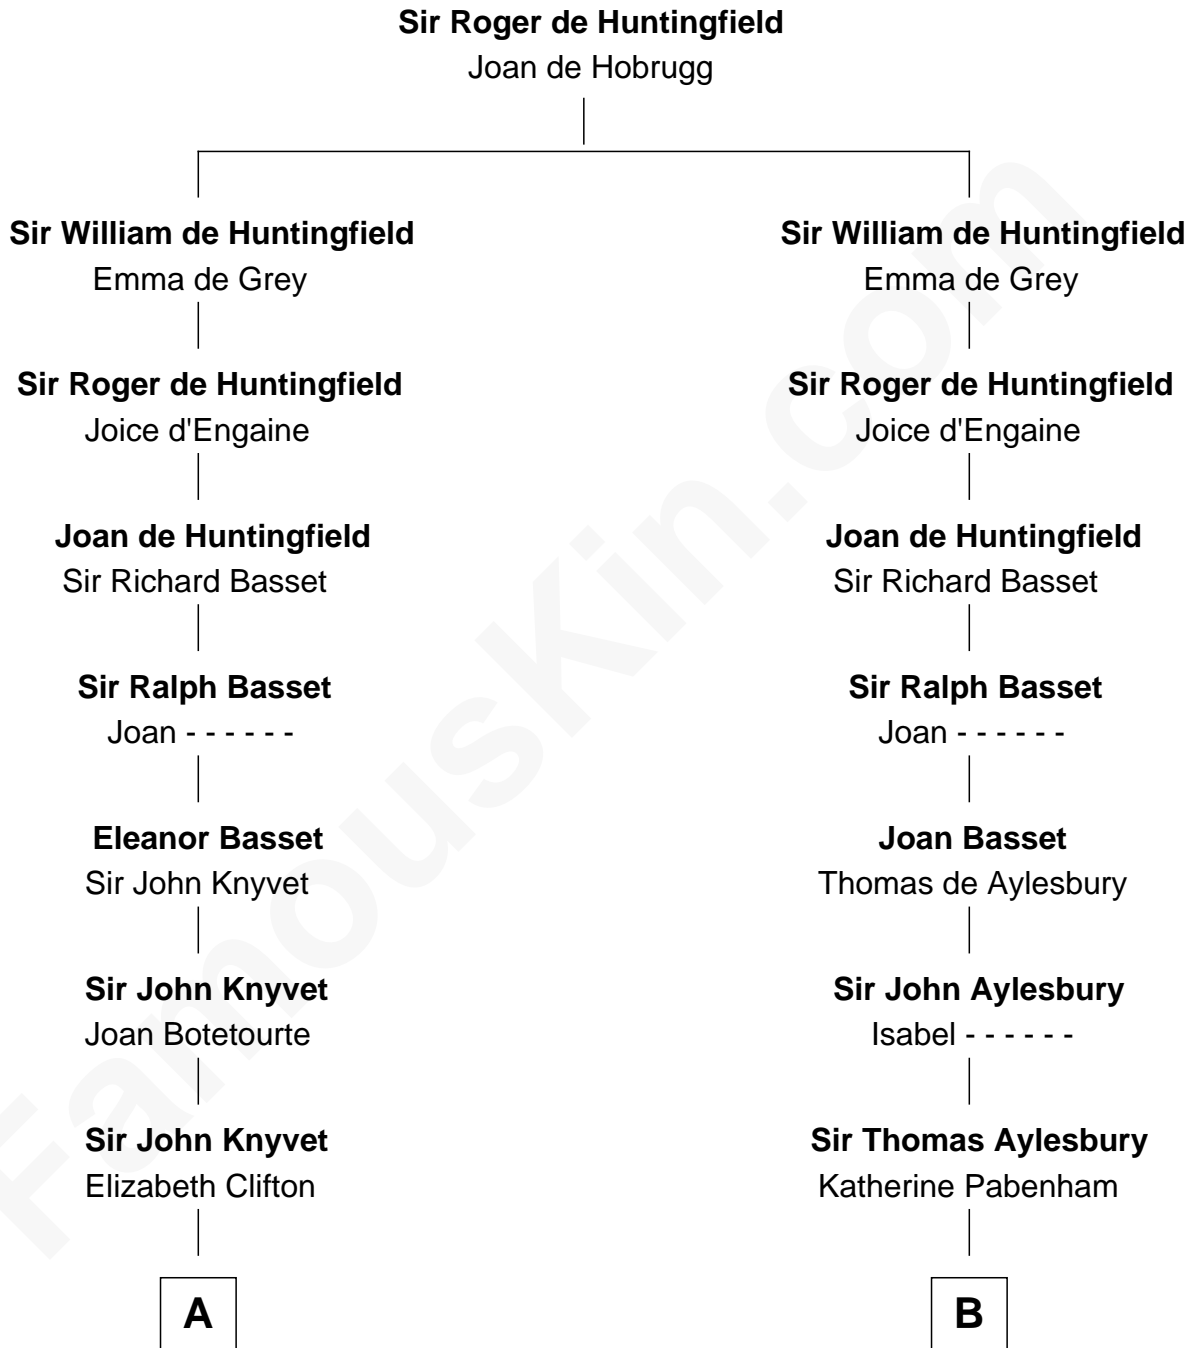 Sir Roger de Huntingfield
Joan de Hobrugg
Sir William de Huntingfield
Emma de Grey
Sir William de Huntingfield
Emma de Grey
Sir Roger de Huntingfield
Joice d'Engaine
Sir Roger de Huntingfield
Joice d'Engaine
Joan de Huntingfield
Sir Richard Basset
Joan de Huntingfield
Sir Richard Basset
Sir Ralph Basset
Joan - - - - - -
Sir Ralph Basset
Joan - - - - - -
Eleanor Basset
Sir John Knyvet
Joan Basset
Thomas de Aylesbury
Sir John Knyvet
Joan Botetourte
Sir John Aylesbury
Isabel - - - - - -
Sir John Knyvet
Elizabeth Clifton
Sir Thomas Aylesbury
Katherine Pabenham
A
B
FamousKin.com